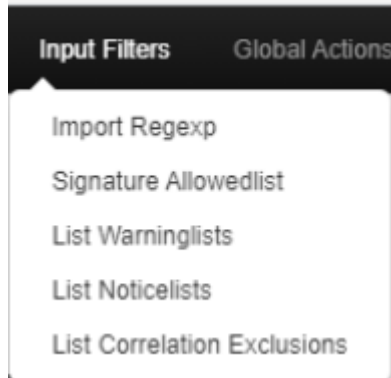 Input Filters Global Actions
Import Regexp
Signature Allowedlist
List Warninglists
List Noticelists
List Correlation Exclusions